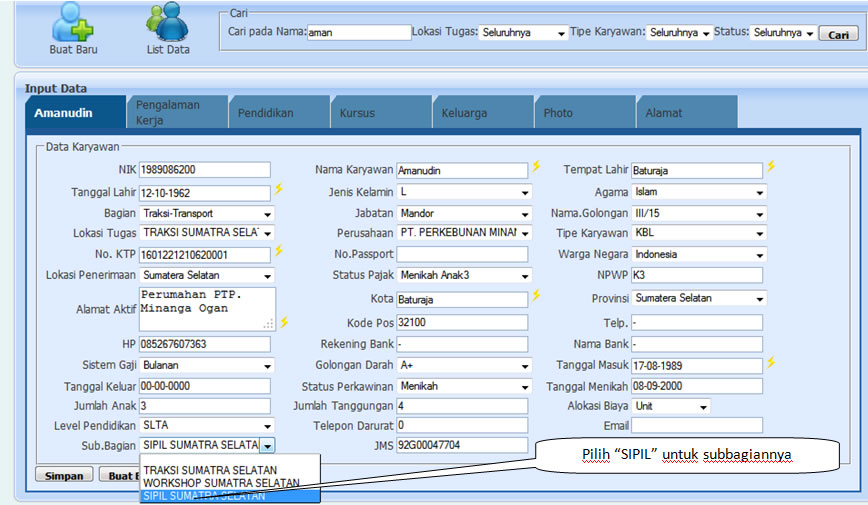 Cari
Cari pada Nama: aman Lokasi Tugas: Seluruhnya Tipe Karyawan: Seluruhnya Status: Seluruhnya Cari
Buat Baru List Data
Input Data
Amanudin Pengalaman Kerja Pendidikan Kursus Keluarga Photo Alamat
Data Karyawan
NIK 1989086200 Nama Karyawan Amanudin Tempat Lahir Baturaja
Tanggal Lahir 12-10-1962 Jenis Kelamin L Agama Islam
Bagian Traksi-Transport Jabatan Mandor Nama.Golongan III/15
Lokasi Tugas TRAKSI SUMATRA SELAT Perusahaan PT. PERKEBUNAN MINAN Tipe Karyawan KBL
No. KTP 1601221210620001 No.Passport Warga Negara Indonesia
Lokasi Penerimaan Sumatera Selatan Status Pajak Menikah Anak3 NPWP K3
Alamat Aktif Perumahan PTP. Minanga Ogan Kota Baturaja Provinsi Sumatera Selatan
Kode Pos 32100 Telp. -
HP 085267607363 Rekening Bank - Nama Bank -
Sistem Gaji Bulanan Golongan Darah A+ Tanggal Masuk 17-08-1989
Tanggal Keluar 00-00-0000 Status Perkawinan Menikah Tanggal Menikah 08-09-2000
Jumlah Anak 3 Jumlah Tanggungan 4 Alokasi Biaya Unit
Level Pendidikan SLTA Telepon Darurat 0 Email
Sub.Bagian SIPIL SUMATRA SELATAN JMS 92G00047704
Pilih “SIPIL” untuk subbagiannya
Simpan Buat B
TRAKSI SUMATRA SELATAN
WORKSHOP SUMATRA SELATAN
SIPIL SUMATRA SELATAN